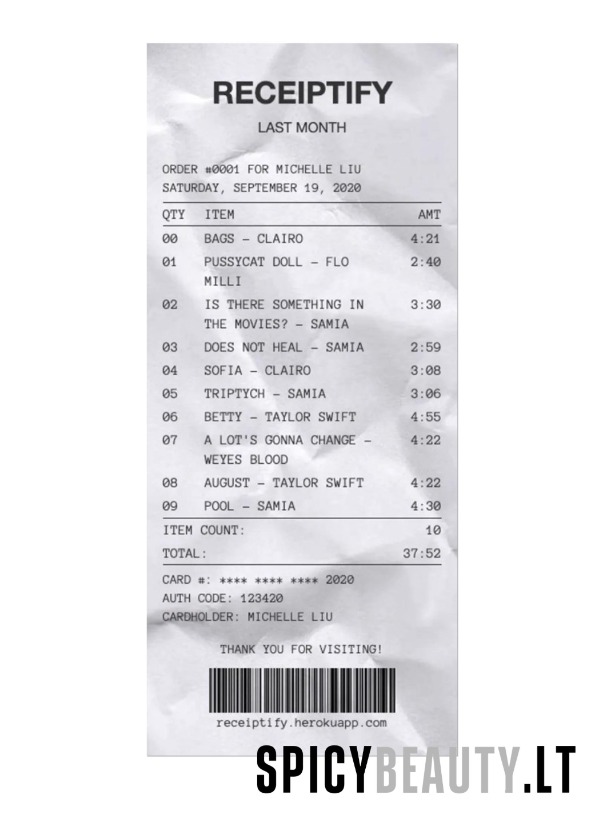 RECEIPTIFY
LAST MONTH
ORDER #0001 FOR MICHELLE LIU
SATURDAY, SEPTEMBER 19, 2020
QTY ITEM AMT
00 BAGS - CLAIRO 4:21
01 PUSSYCAT DOLL - FLO 2:40
MILLI
02 IS THERE SOMETHING IN 3:30
THE MOVIES? - SAMIA
03 DOES NOT HEAL - SAMIA 2:59
04 SOFIA - CLAIRO 3:08
05 TRIPTYCH - SAMIA 3:06
06 BETTY - TAYLOR SWIFT 4:55
07 A LOT'S GONNA CHANGE - 4:22
WEYES BLOOD
08 AUGUST - TAYLOR SWIFT 4:22
09 POOL - SAMIA 4:30
ITEM COUNT: 10
TOTAL: 37:52
CARD #: **** **** **** 2020
AUTH CODE: 123420
CARDHOLDER: MICHELLE LIU
THANK YOU FOR VISITING!
receiptify.herokuapp.com
SPICYBEAUTY.LT